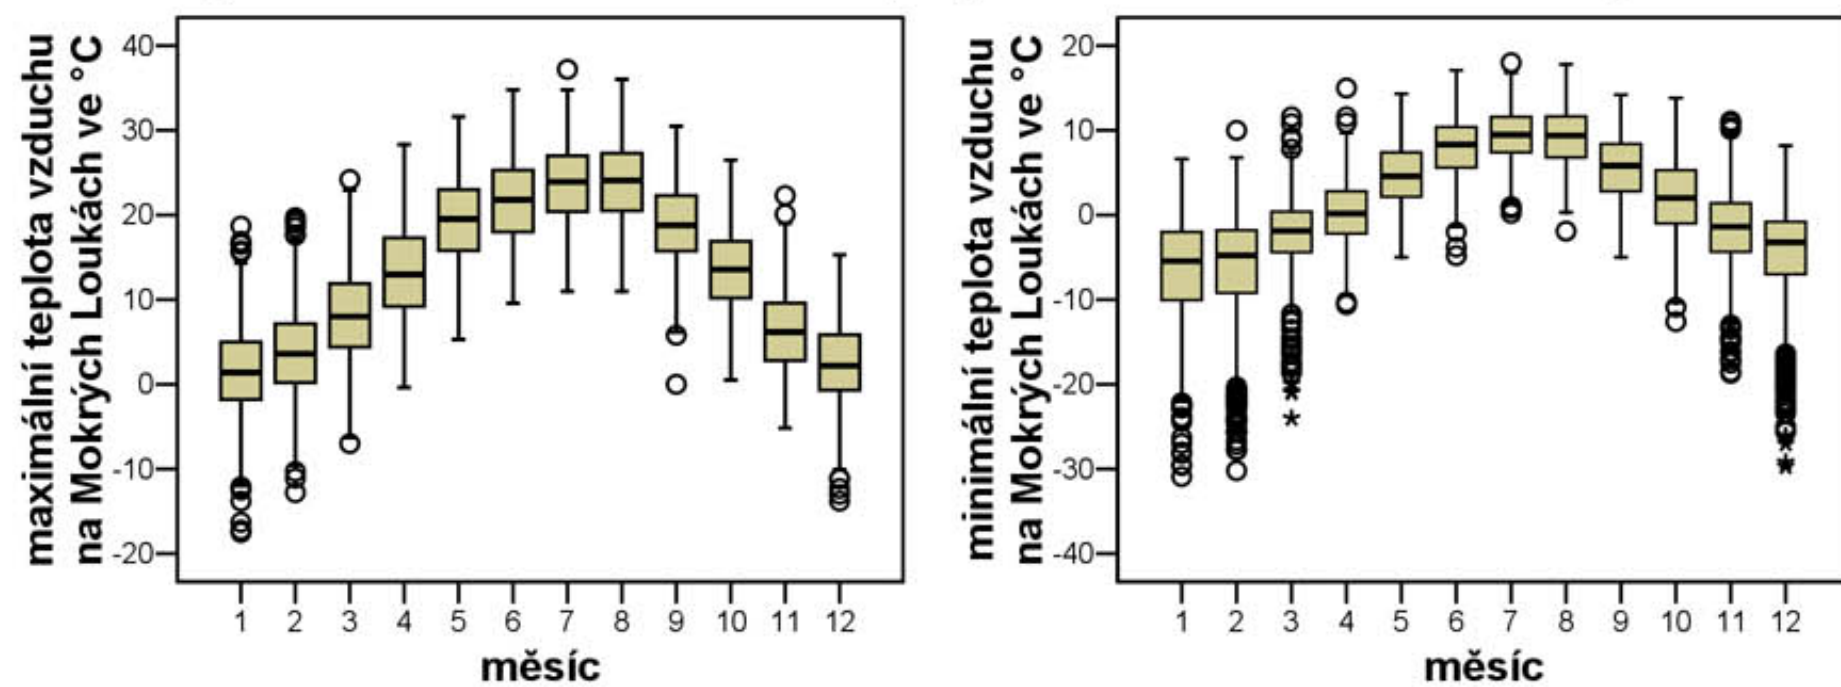 maximální teplota vzduchu
na Mokrých Loukách ve °C
40
30
20
10
0
-10
-20
1 2 3 4 5 6 7 8 9 10 11 12
měsíc
minimální teplota vzduchu
na Mokrých Loukách ve °C
20
10
0
-10
-20
-30
-40
1 2 3 4 5 6 7 8 9 10 11 12
měsíc